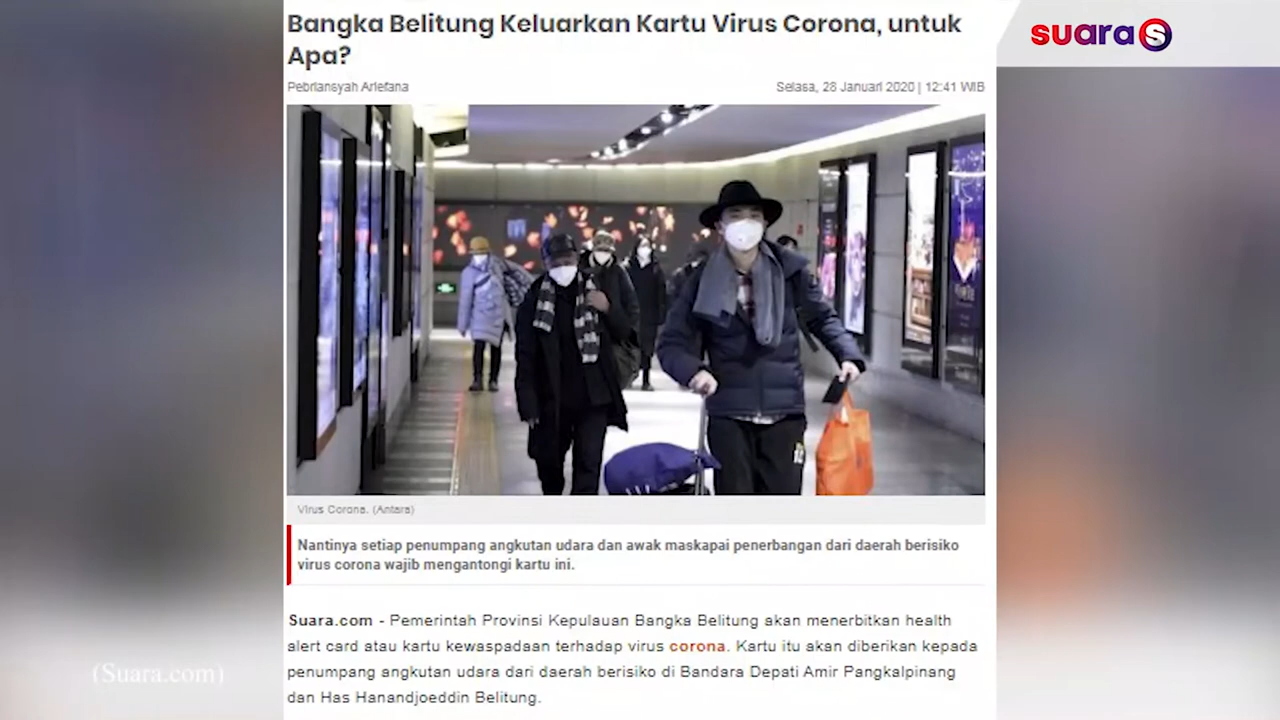 Bangka Belitung Keluarkan Kartu Virus Corona, untuk
Apa?
suara S
Pebriansyah Ariefana
Selasa, 28 Januari 2020 | 12:41 WIB
Virus Corona. (Antara)
Nantinya setiap penumpang angkutan udara dan awak maskapai penerbangan dari daerah berisiko
virus corona wajib mengantongi kartu ini.
Suara.com - Pemerintah Provinsi Kepulauan Bangka Belitung akan menerbitkan health
alert card atau kartu kewaspadaan terhadap virus corona. Kartu itu akan diberikan kepada
penumpang angkutan udara dari daerah berisiko di Bandara Depati Amir Pangkalpinang
dan Has Hanandjoeddin Belitung.
(Suara.com)